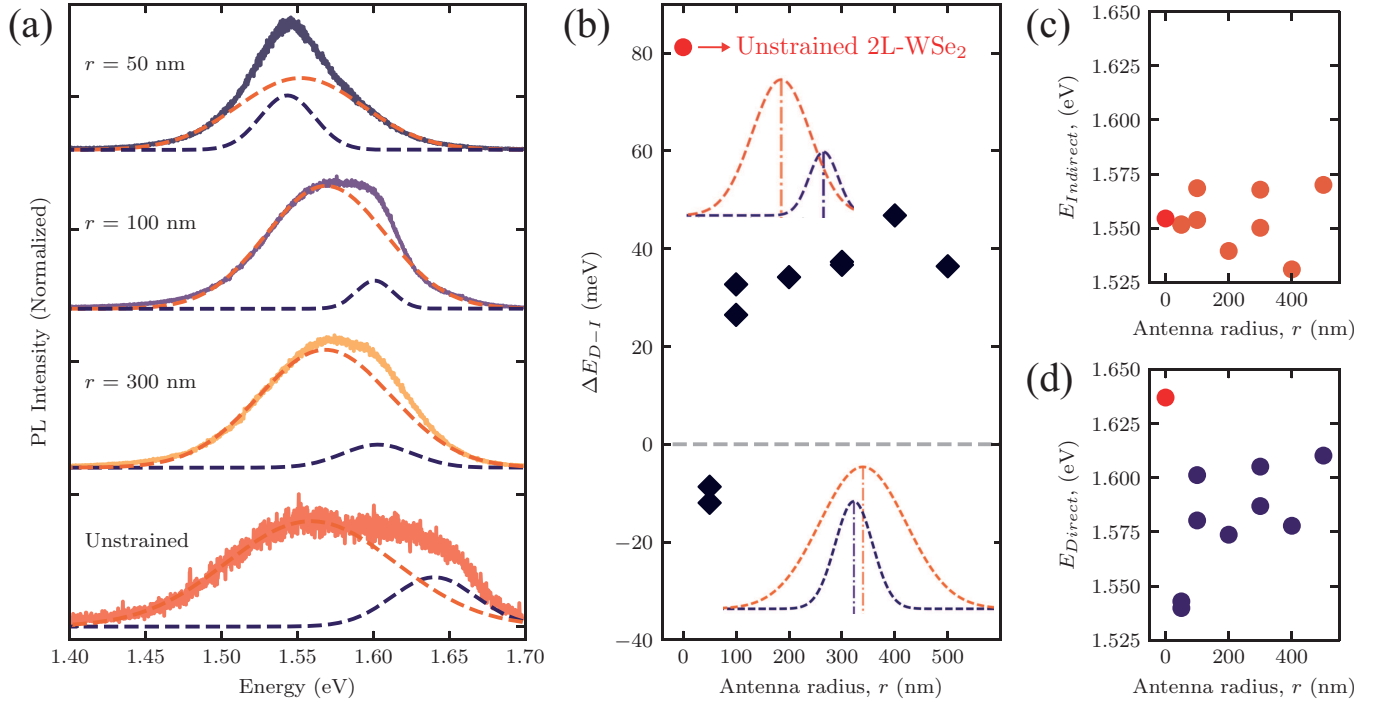 (a)
PL Intensity (Normalized)
r = 50 nm
r = 100 nm
r = 300 nm
Unstrained
1.40 1.45 1.50 1.55 1.60 1.65 1.70
Energy (eV)
(b)
ΔE_{D−I} (meV)
80
60
40
20
0
−20
−40
Unstrained 2L-WSe₂
0 100 200 300 400 500
Antenna radius, r (nm)
(c)
E_{Indirect}, (eV)
1.650
1.625
1.600
1.575
1.550
1.525
0 200 400
Antenna radius, r (nm)
(d)
E_{Direct}, (eV)
1.650
1.625
1.600
1.575
1.550
1.525
0 200 400
Antenna radius, r (nm)